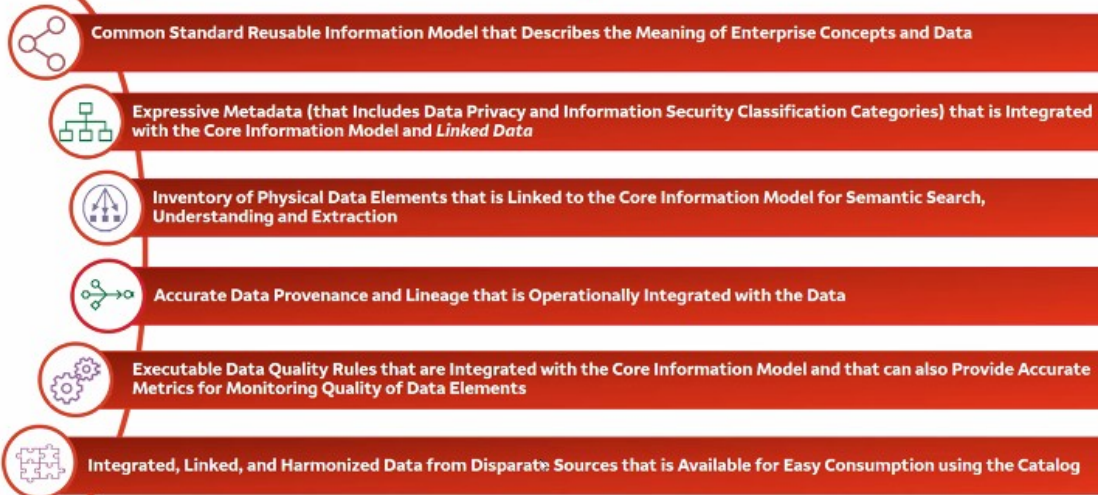 Common Standard Reusable Information Model that Describes the Meaning of Enterprise Concepts and Data
Expressive Metadata (that Includes Data Privacy and Information Security Classification Categories) that is Integrated
with the Core Information Model and Linked Data
Inventory of Physical Data Elements that is Linked to the Core Information Model for Semantic Search,
Understanding and Extraction
Accurate Data Provenance and Lineage that is Operationally Integrated with the Data
Executable Data Quality Rules that are Integrated with the Core Information Model and that can also Provide Accurate
Metrics for Monitoring Quality of Data Elements
Integrated, Linked, and Harmonized Data from Disparate Sources that is Available for Easy Consumption using the Catalog